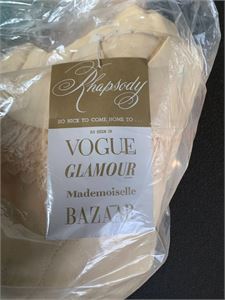 Rhapsody
SO NICE TO COME HOME TO . . .
AS SEEN IN
VOGUE
GLAMOUR
Mademoiselle
BAZAAR